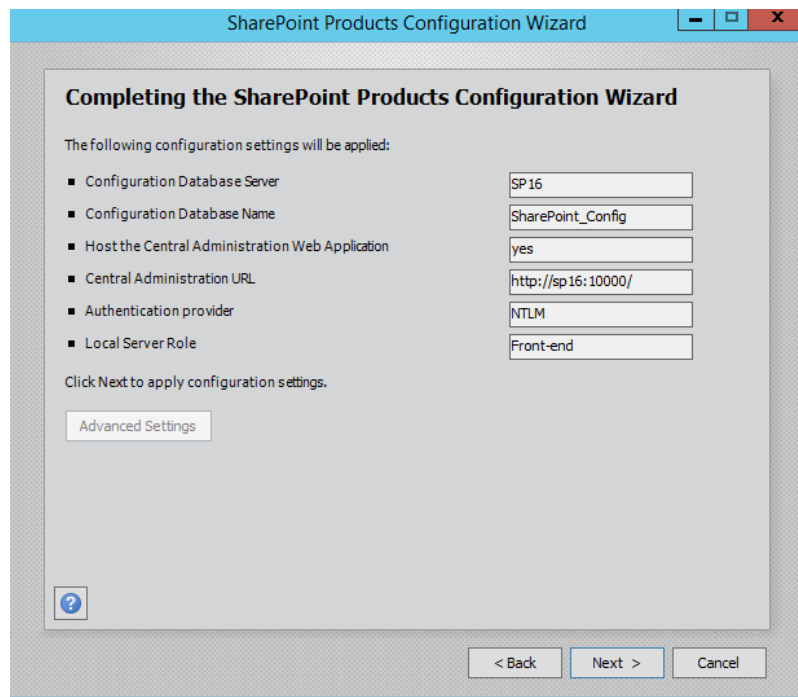 SharePoint Products Configuration Wizard
x
Completing the SharePoint Products Configuration Wizard
The following configuration settings will be applied:
Configuration Database Server SP16
Configuration Database Name SharePoint_Config
Host the Central Administration Web Application yes
Central Administration URL http://sp16:10000/
Authentication provider NTLM
Local Server Role Front-end
Click Next to apply configuration settings.
Advanced Settings
?
< Back Next > Cancel